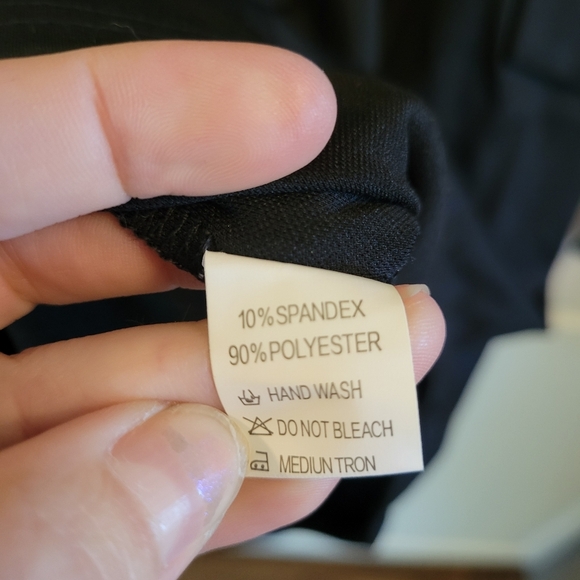 10%SPANDEX
90%POLYESTER
HAND WASH
DO NOT BLEACH
MEDIUN TRON